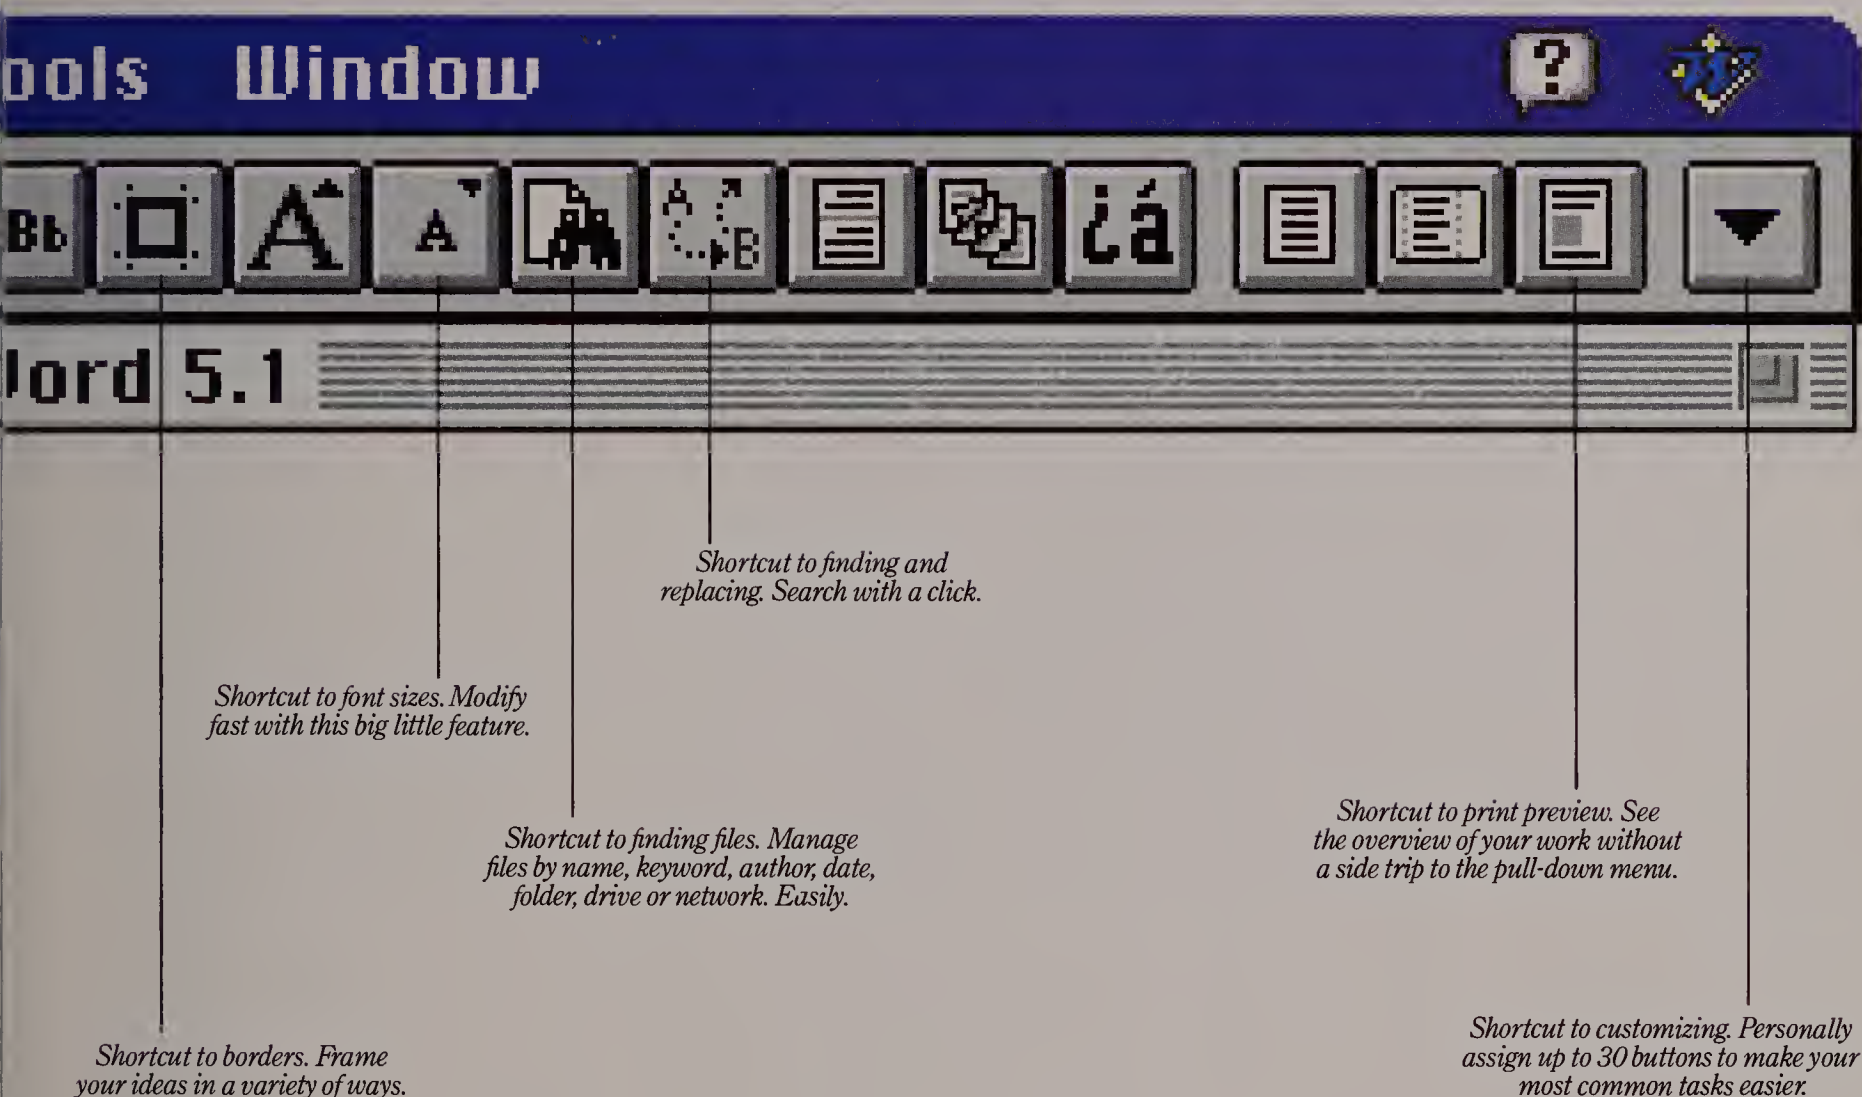 ools Window ?
Bb A A A B ¿á
ord 5.1
Shortcut to finding and
replacing. Search with a click.
Shortcut to font sizes. Modify
fast with this big little feature.
Shortcut to finding files. Manage
files by name, keyword, author, date,
folder, drive or network. Easily.
Shortcut to print preview. See
the overview of your work without
a side trip to the pull-down menu.
Shortcut to borders. Frame
your ideas in a variety of ways.
Shortcut to customizing. Personally
assign up to 30 buttons to make your
most common tasks easier.